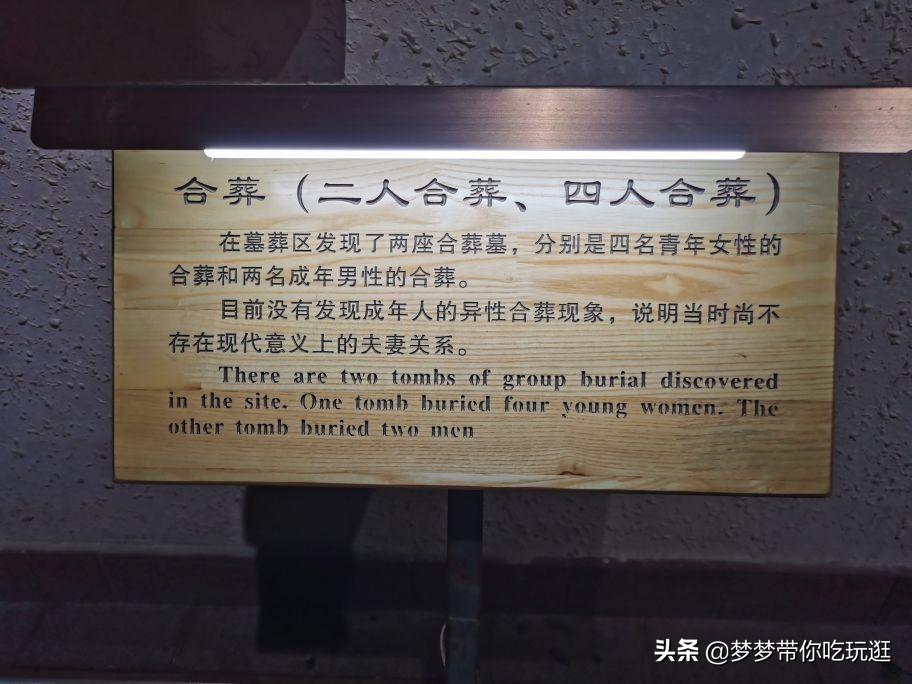 合葬（二人合葬、四人合葬）
在墓葬区发现了两座合葬墓，分别是四名青年女性的
合葬和两名成年男性的合葬。
目前没有发现成年人的异性合葬现象，说明当时尚不
存在现代意义上的夫妻关系。
There are two tombs of group burial discovered
in the site. One tomb buried four young women. The
other tomb buried two men
头条 @梦梦带你吃玩逛